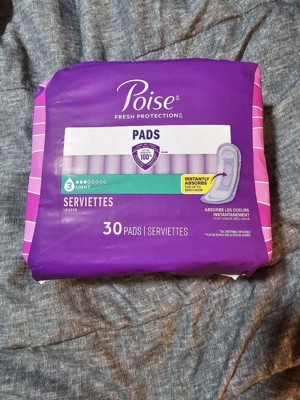 Poise
FRESH PROTECTION
PADS
100%
3 LIGHT
INSTANTLY
ABSORBS
SERVIETTES
LÉGER
ABSORBE LES ODEURS
INSTANTANÉMENT
30 PADS | SERVIETTES